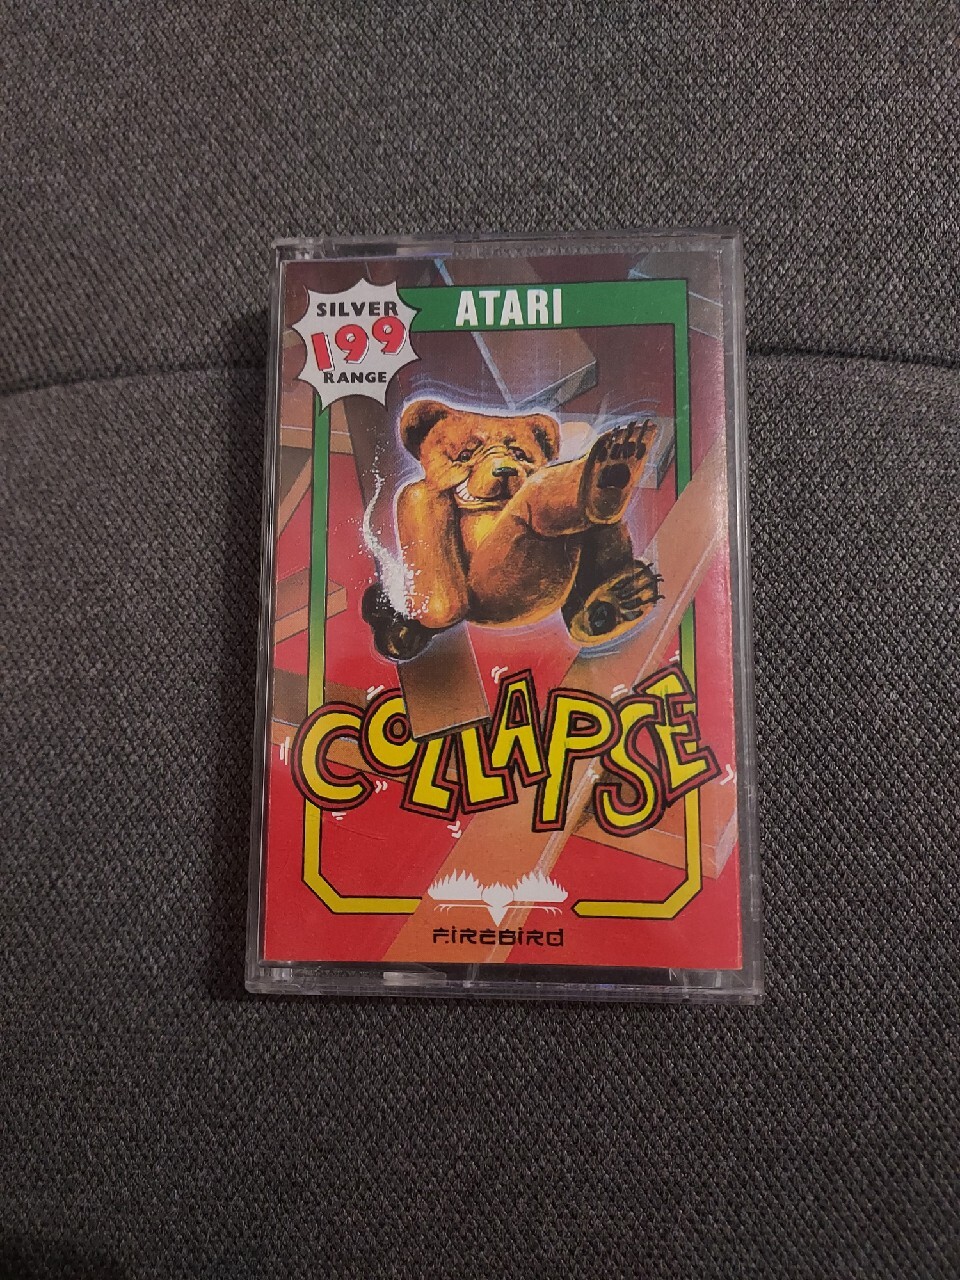 SILVER
199
RANGE
ATARI
COLLAPSE
FIREBIRD